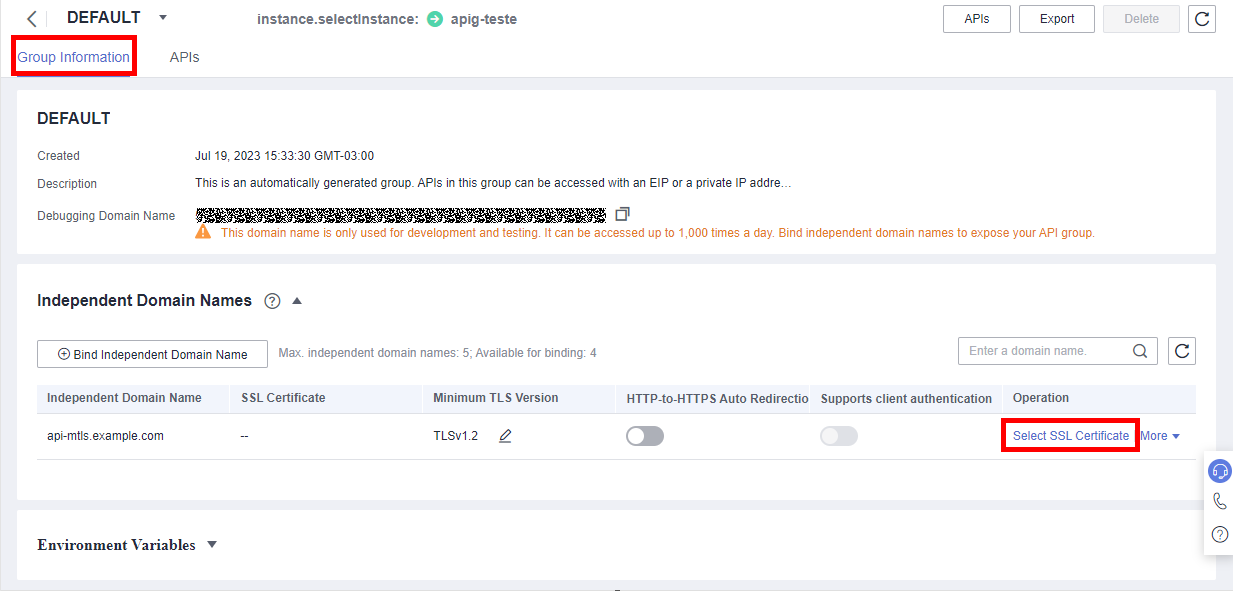 DEFAULT
instance.selectInstance: apig-teste
APIs
Export
Delete
Group Information
APIs
DEFAULT
Created Jul 19, 2023 15:33:30 GMT-03:00
Description This is an automatically generated group. APIs in this group can be accessed with an EIP or a private IP addre...
Debugging Domain Name
This domain name is only used for development and testing. It can be accessed up to 1,000 times a day. Bind independent domain names to expose your API group.
Independent Domain Names
Bind Independent Domain Name
Max. independent domain names: 5; Available for binding: 4
Enter a domain name.
Independent Domain Name SSL Certificate Minimum TLS Version HTTP-to-HTTPS Auto Redirectio Supports client authentication Operation
api-mtls.example.com -- TLSv1.2 Select SSL Certificate More
Environment Variables